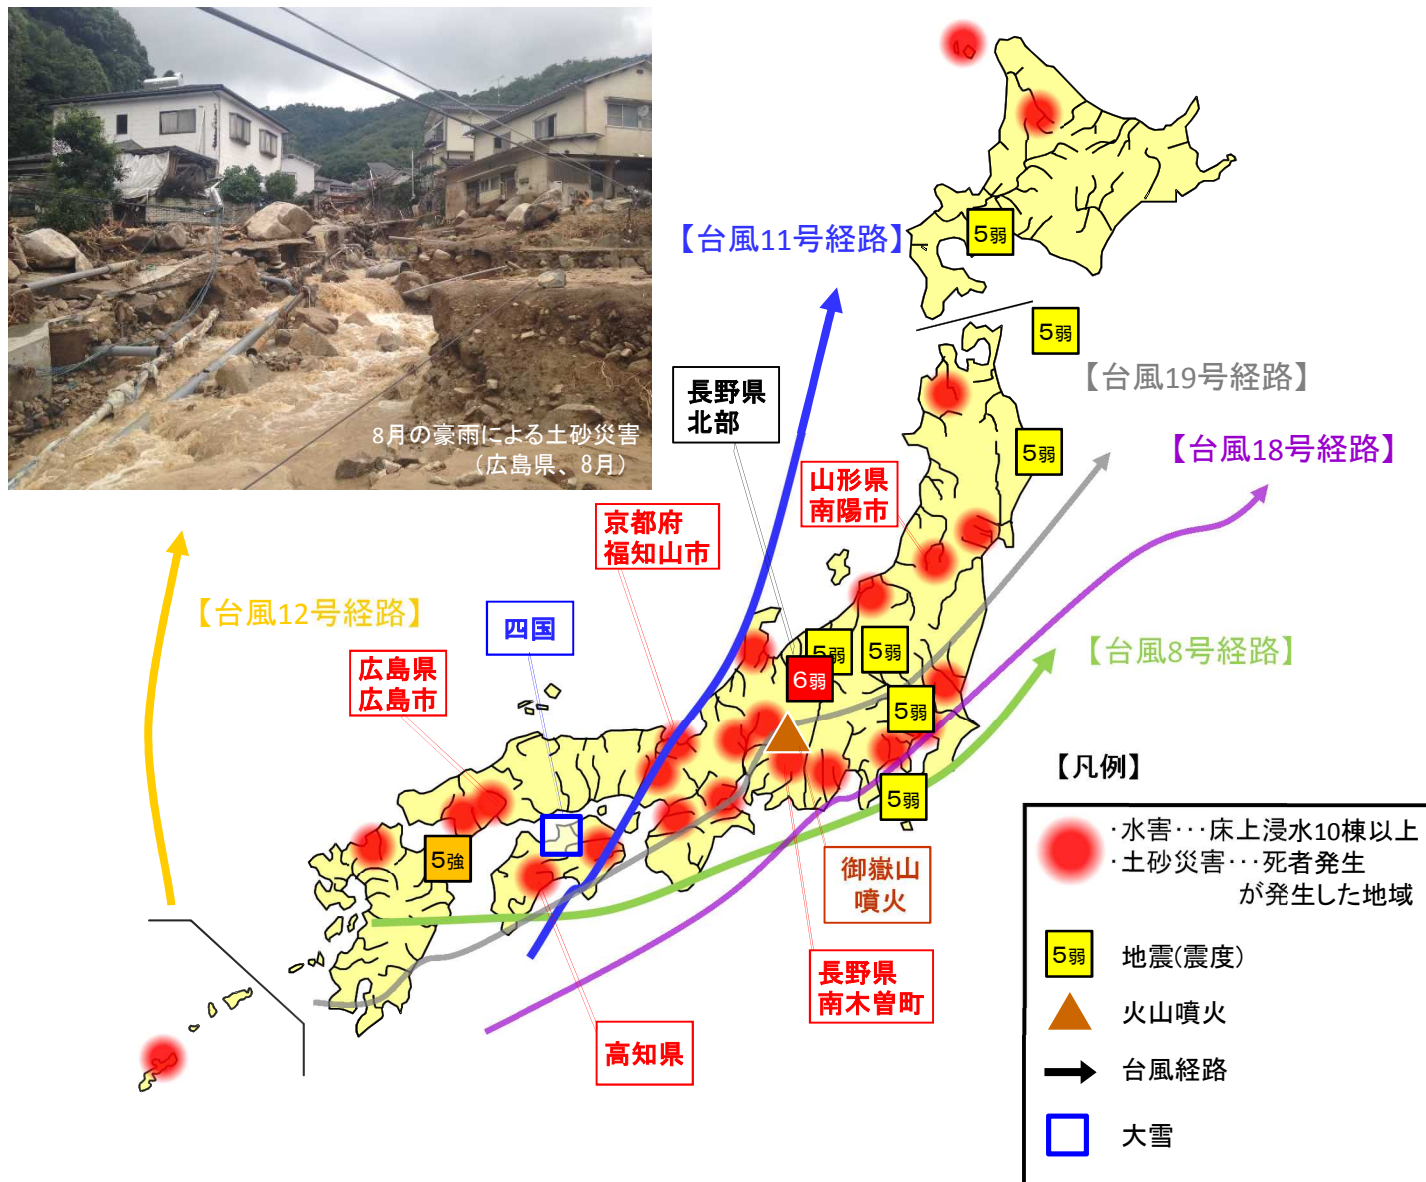 8月の豪雨による土砂災害
（広島県、8月）
【台風11号経路】
5弱
5弱
【台風19号経路】
長野県
北部
5弱
【台風18号経路】
山形県
南陽市
京都府
福知山市
【台風12号経路】
四国
5弱
5弱
【台風8号経路】
広島県
広島市
6弱
5弱
5弱
5強
御嶽山
噴火
長野県
南木曽町
高知県
【凡例】
・水害・・・床上浸水10棟以上
・土砂災害・・・死者発生
が発生した地域
5弱
地震(震度)
火山噴火
台風経路
大雪